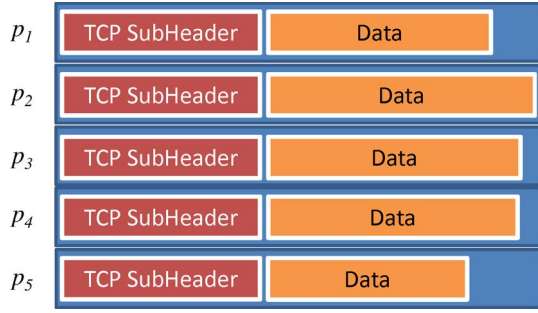 p1 TCP SubHeader Data
p2 TCP SubHeader Data
p3 TCP SubHeader Data
p4 TCP SubHeader Data
p5 TCP SubHeader Data